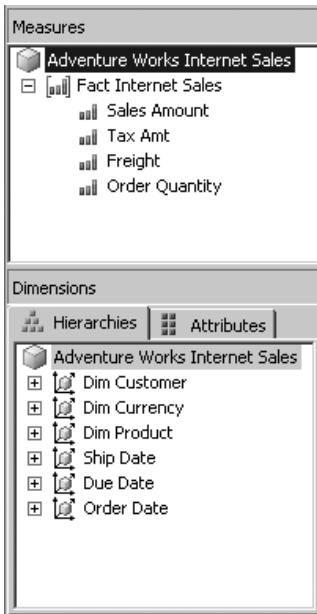 Measures
Adventure Works Internet Sales
Fact Internet Sales
Sales Amount
Tax Amt
Freight
Order Quantity
Dimensions
Hierarchies
Attributes
Adventure Works Internet Sales
Dim Customer
Dim Currency
Dim Product
Ship Date
Due Date
Order Date